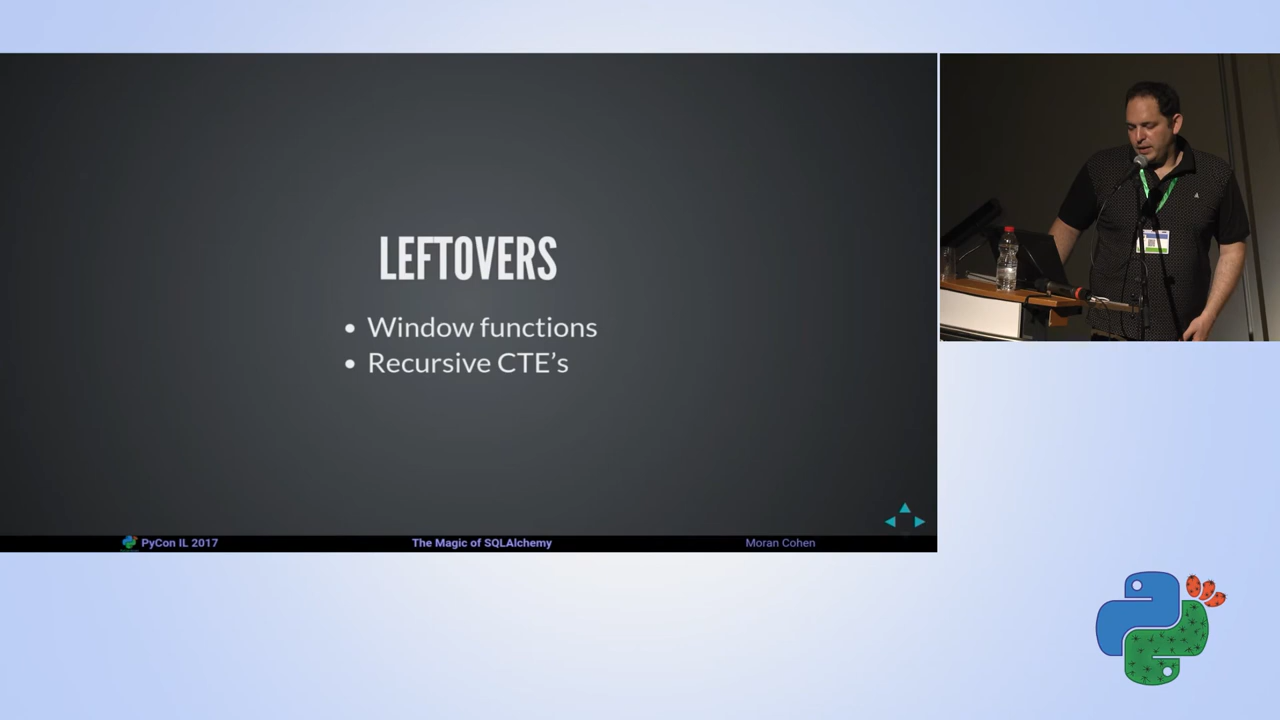 LEFTOVERS
• Window functions
• Recursive CTE’s
PyCon IL 2017
The Magic of SQLAlchemy
Moran Cohen